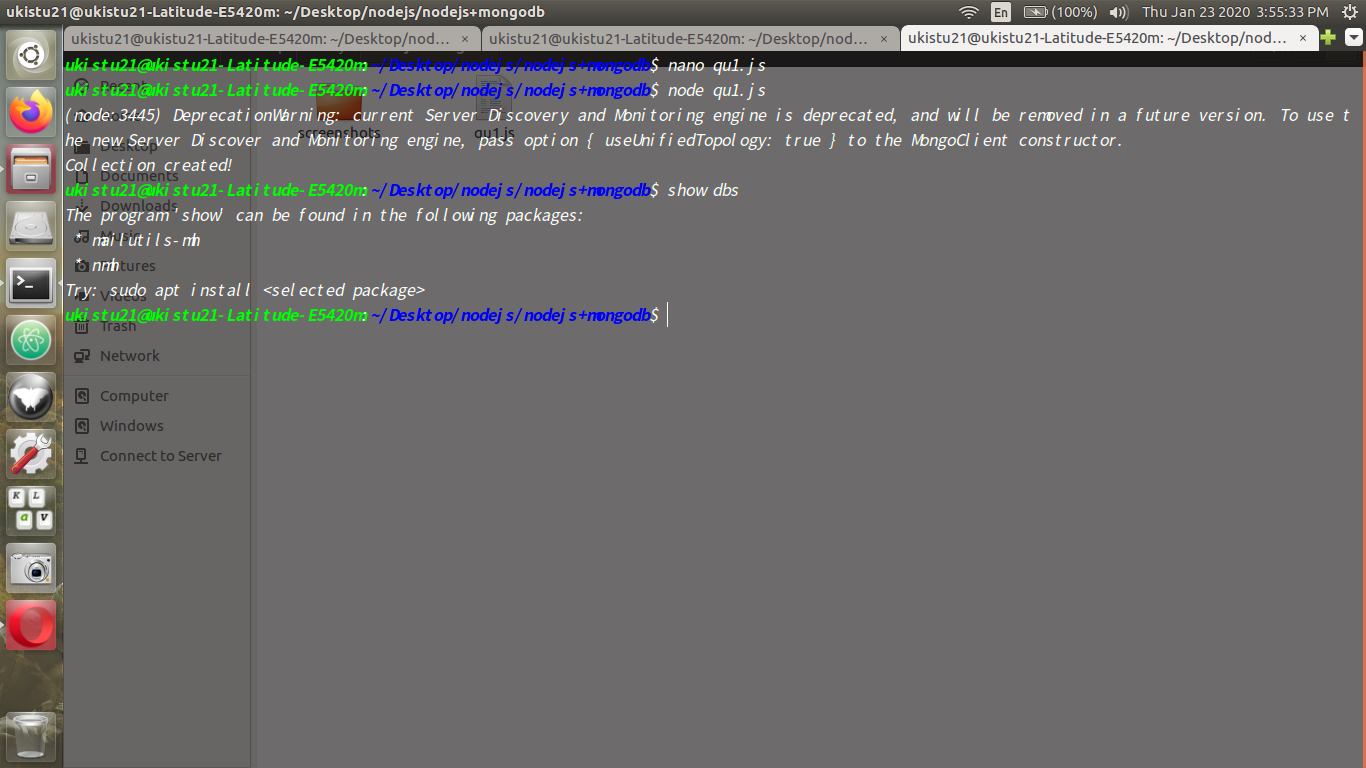 ukistu21@ukistu21-Latitude-E5420m: ~/Desktop/nodejs/nodejs+mongodb
En (100%) Thu Jan 23 2020 3:55:33 PM
ukistu21@ukistu21-Latitude-E5420m: ~/Desktop/nod... × ukistu21@ukistu21-Latitude-E5420m: ~/Desktop/nod... × ukistu21@ukistu21-Latitude-E5420m: ~/Desktop/nod... ×
ukistu21@ukistu21-Latitude-E5420m:~/Desktop/nodejs/nodejs+mongodb$ nano qu1.js
ukistu21@ukistu21-Latitude-E5420m:~/Desktop/nodejs/nodejs+mongodb$ node qu1.js
(node:3445) DeprecationWarning: current Server Discovery and Monitoring engine is deprecated, and will be removed in a future version. To use t
he new Server Discover and Monitoring engine, pass option { useUnifiedTopology: true } to the MongoClient constructor.
Collection created!
ukistu21@ukistu21-Latitude-E5420m:~/Desktop/nodejs/nodejs+mongodb$ show dbs
The program 'show' can be found in the following packages:
* mailutils-mh
* nmh
Try: sudo apt install <selected package>
ukistu21@ukistu21-Latitude-E5420m:~/Desktop/nodejs/nodejs+mongodb$
Recent
Desktop
Documents
Downloads
Music
Pictures
Videos
Trash
Network
Computer
Windows
Connect to Server
screenshots
qu1.js
K L
a v